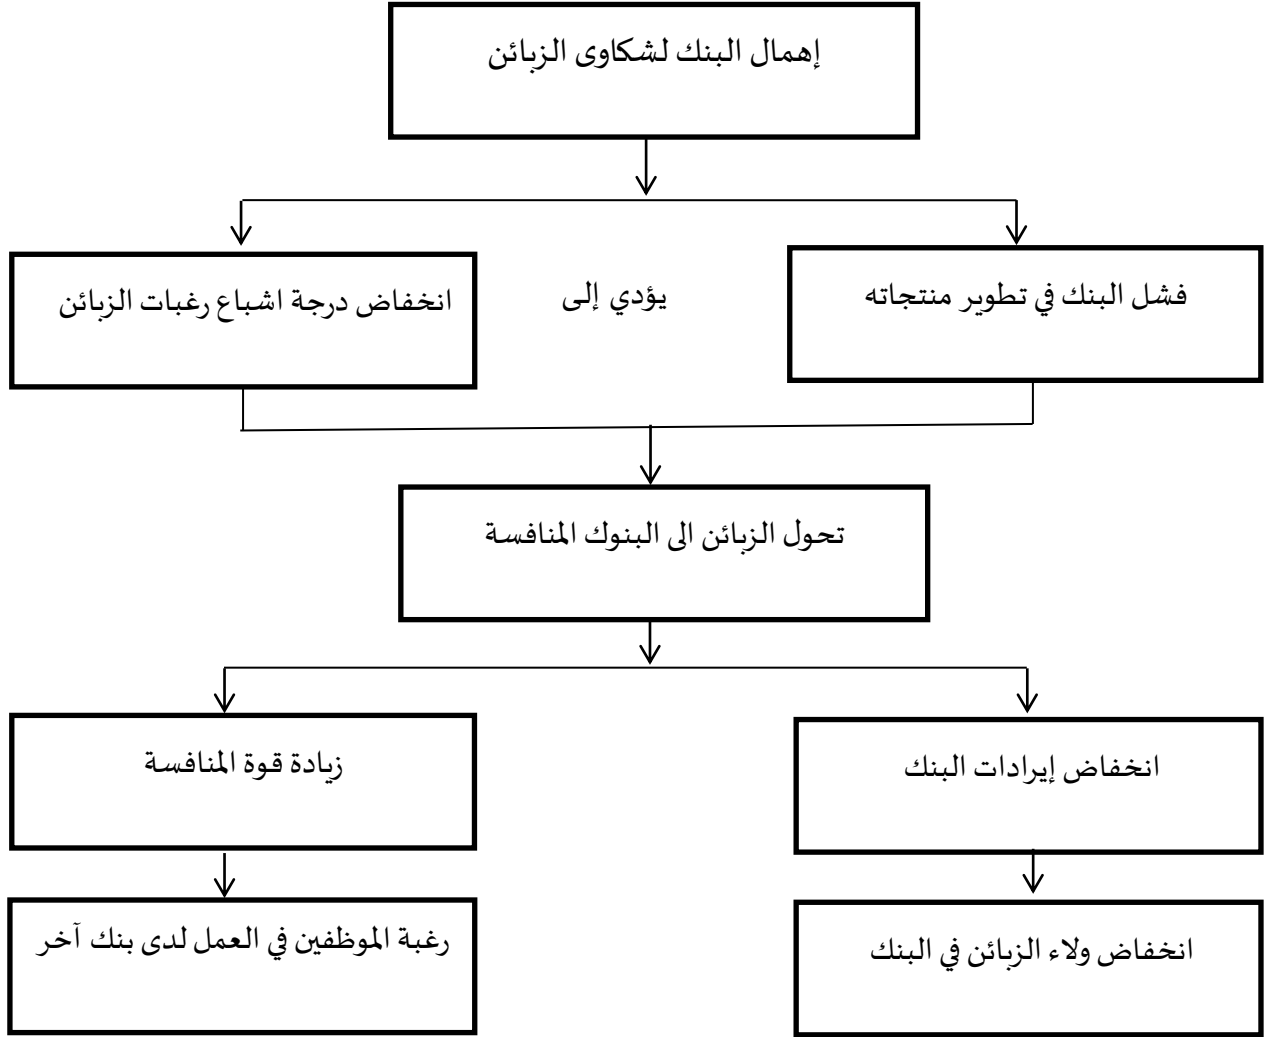 إهمال البنك لشكاوى الزبائن
فشل البنك في تطوير منتجاته
يؤدي إلى
انخفاض درجة اشباع رغبات الزبائن
تحول الزبائن الى البنوك المنافسة
انخفاض إيرادات البنك
زيادة قوة المنافسة
انخفاض ولاء الزبائن في البنك
رغبة الموظفين في العمل لدى بنك آخر